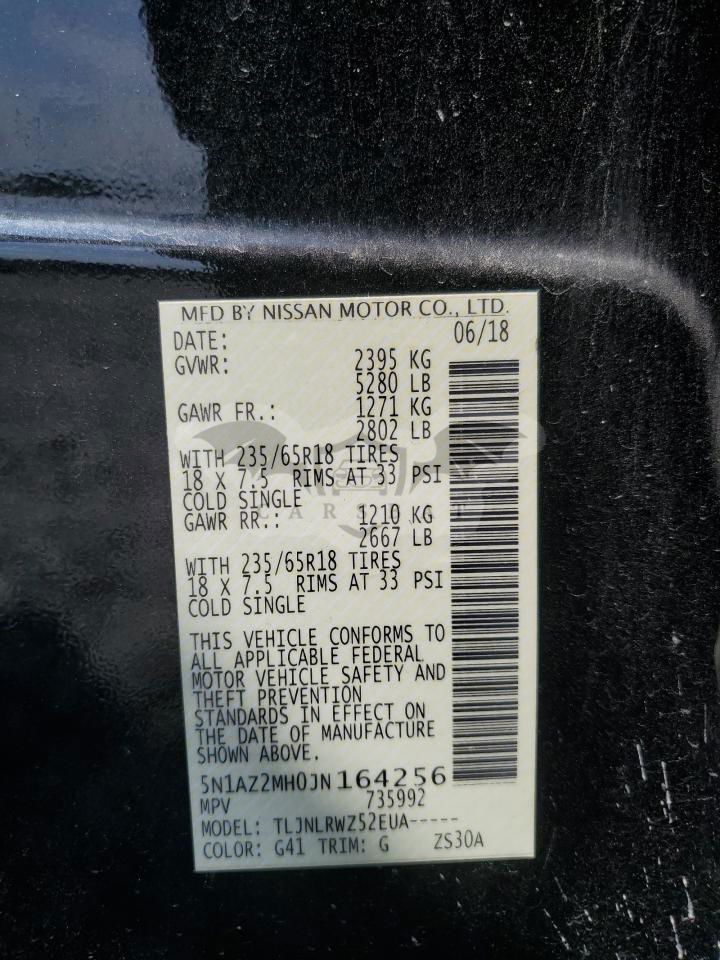 MFD BY NISSAN MOTOR CO., LTD.
DATE: 06/18
GVWR: 2395 KG
5280 LB
GAWR FR.: 1271 KG
2802 LB
WITH 235/65R18 TIRES
18 X 7.5 RIMS AT 33 PSI
COLD SINGLE
GAWR RR.: 1210 KG
2667 LB
WITH 235/65R18 TIRES
18 X 7.5 RIMS AT 33 PSI
COLD SINGLE
THIS VEHICLE CONFORMS TO
ALL APPLICABLE FEDERAL
MOTOR VEHICLE SAFETY AND
THEFT PREVENTION
STANDARDS IN EFFECT ON
THE DATE OF MANUFACTURE
SHOWN ABOVE.
5N1AZ2MH0JN164256
MPV 735992
MODEL: TLJNLRWZ52EUA-----
COLOR: G41 TRIM: G ZS30A